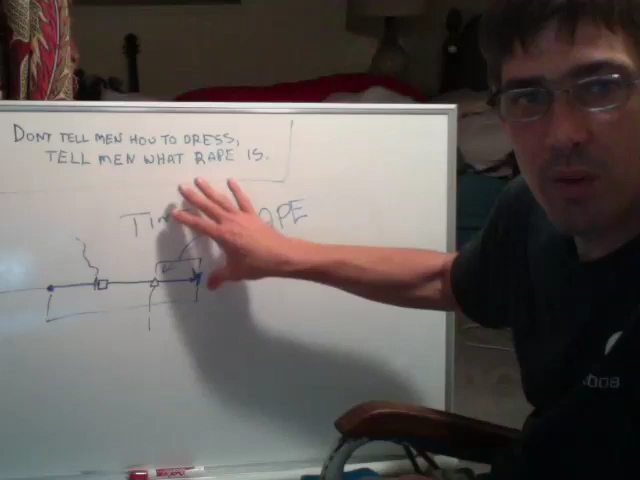 DON'T TELL MEN HOW TO DRESS,
TELL MEN WHAT RAPE IS.